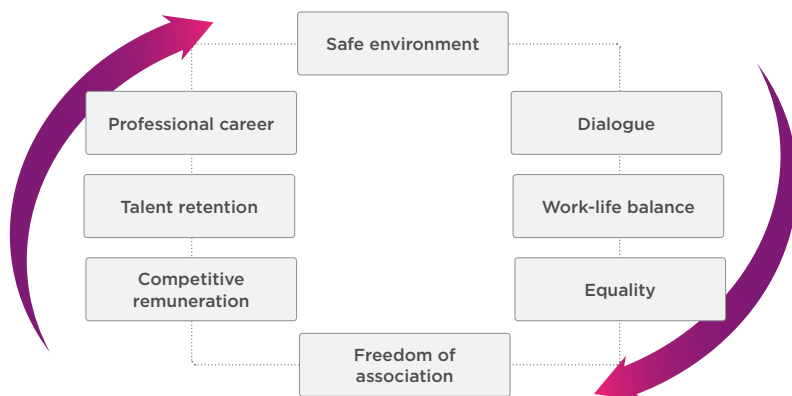 Safe environment
Professional career
Dialogue
Talent retention
Work-life balance
Competitive
remuneration
Equality
Freedom of
association